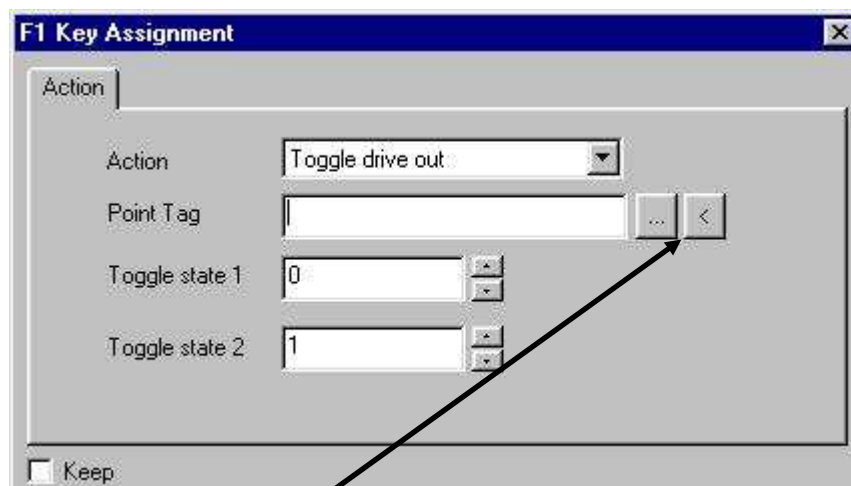 F1 Key Assignment
Action
Action Toggle drive out
Point Tag ... <
Toggle state 1 0
Toggle state 2 1
Keep